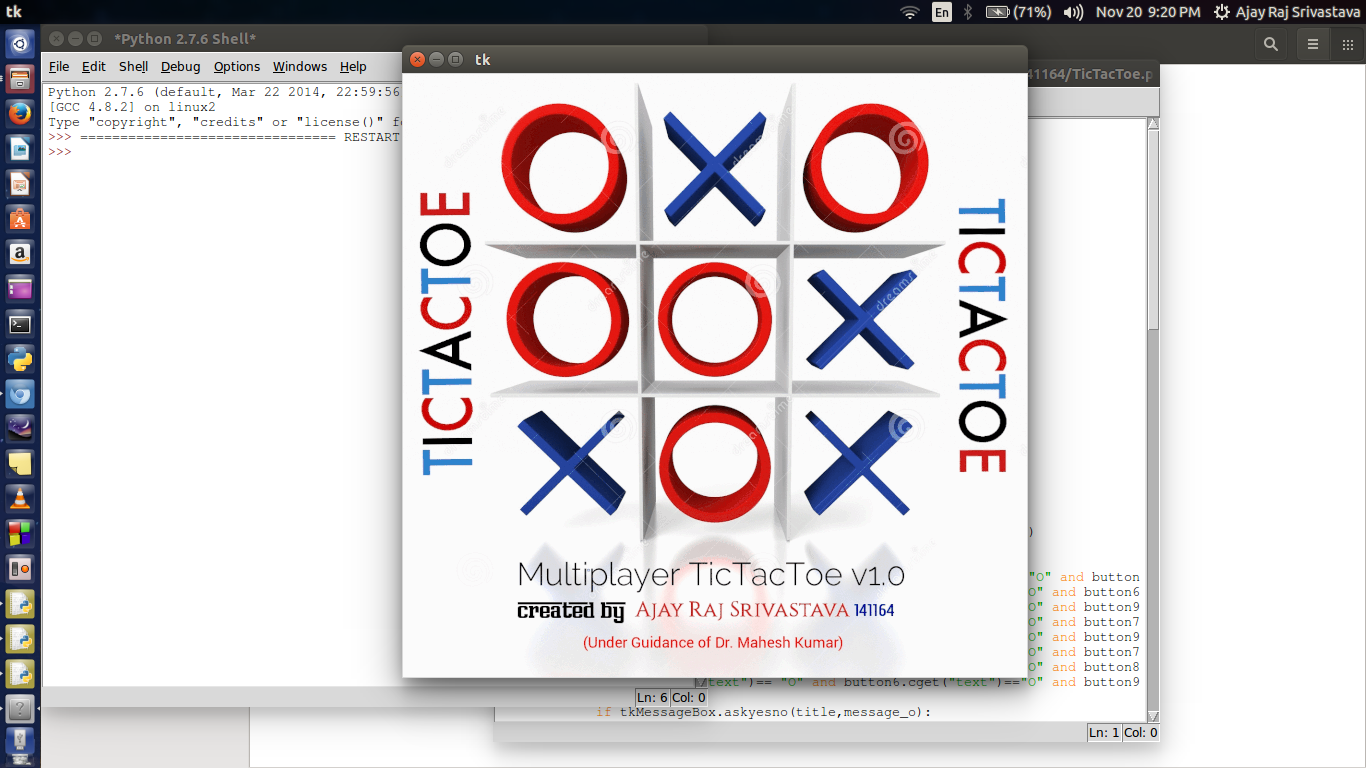 tk
En
(71%)
Nov 20 9:20 PM
Ajay Raj Srivastava
*Python 2.7.6 Shell*
File Edit Shell Debug Options Windows Help
Python 2.7.6 (default, Mar 22 2014, 22:59:56
[GCC 4.8.2] on linux2
Type "copyright", "credits" or "license()"
>>> ================================ RESTART
>>>
Ln: 6 Col: 0
tk
TICTACTOE
TICTACTOE
Multiplayer TicTacToe v1.0
created by AJAY RAJ SRIVASTAVA 141164
(Under Guidance of Dr. Mahesh Kumar)
41164/TicTacToe.p
)
"O" and button
O" and button6
O" and button9
O" and button7
O" and button9
O" and button7
O" and button8
text")== "O" and button6.cget("text")=="O" and button9
if tkMessageBox.askyesno(title,message_o):
Ln: 1 Col: 0